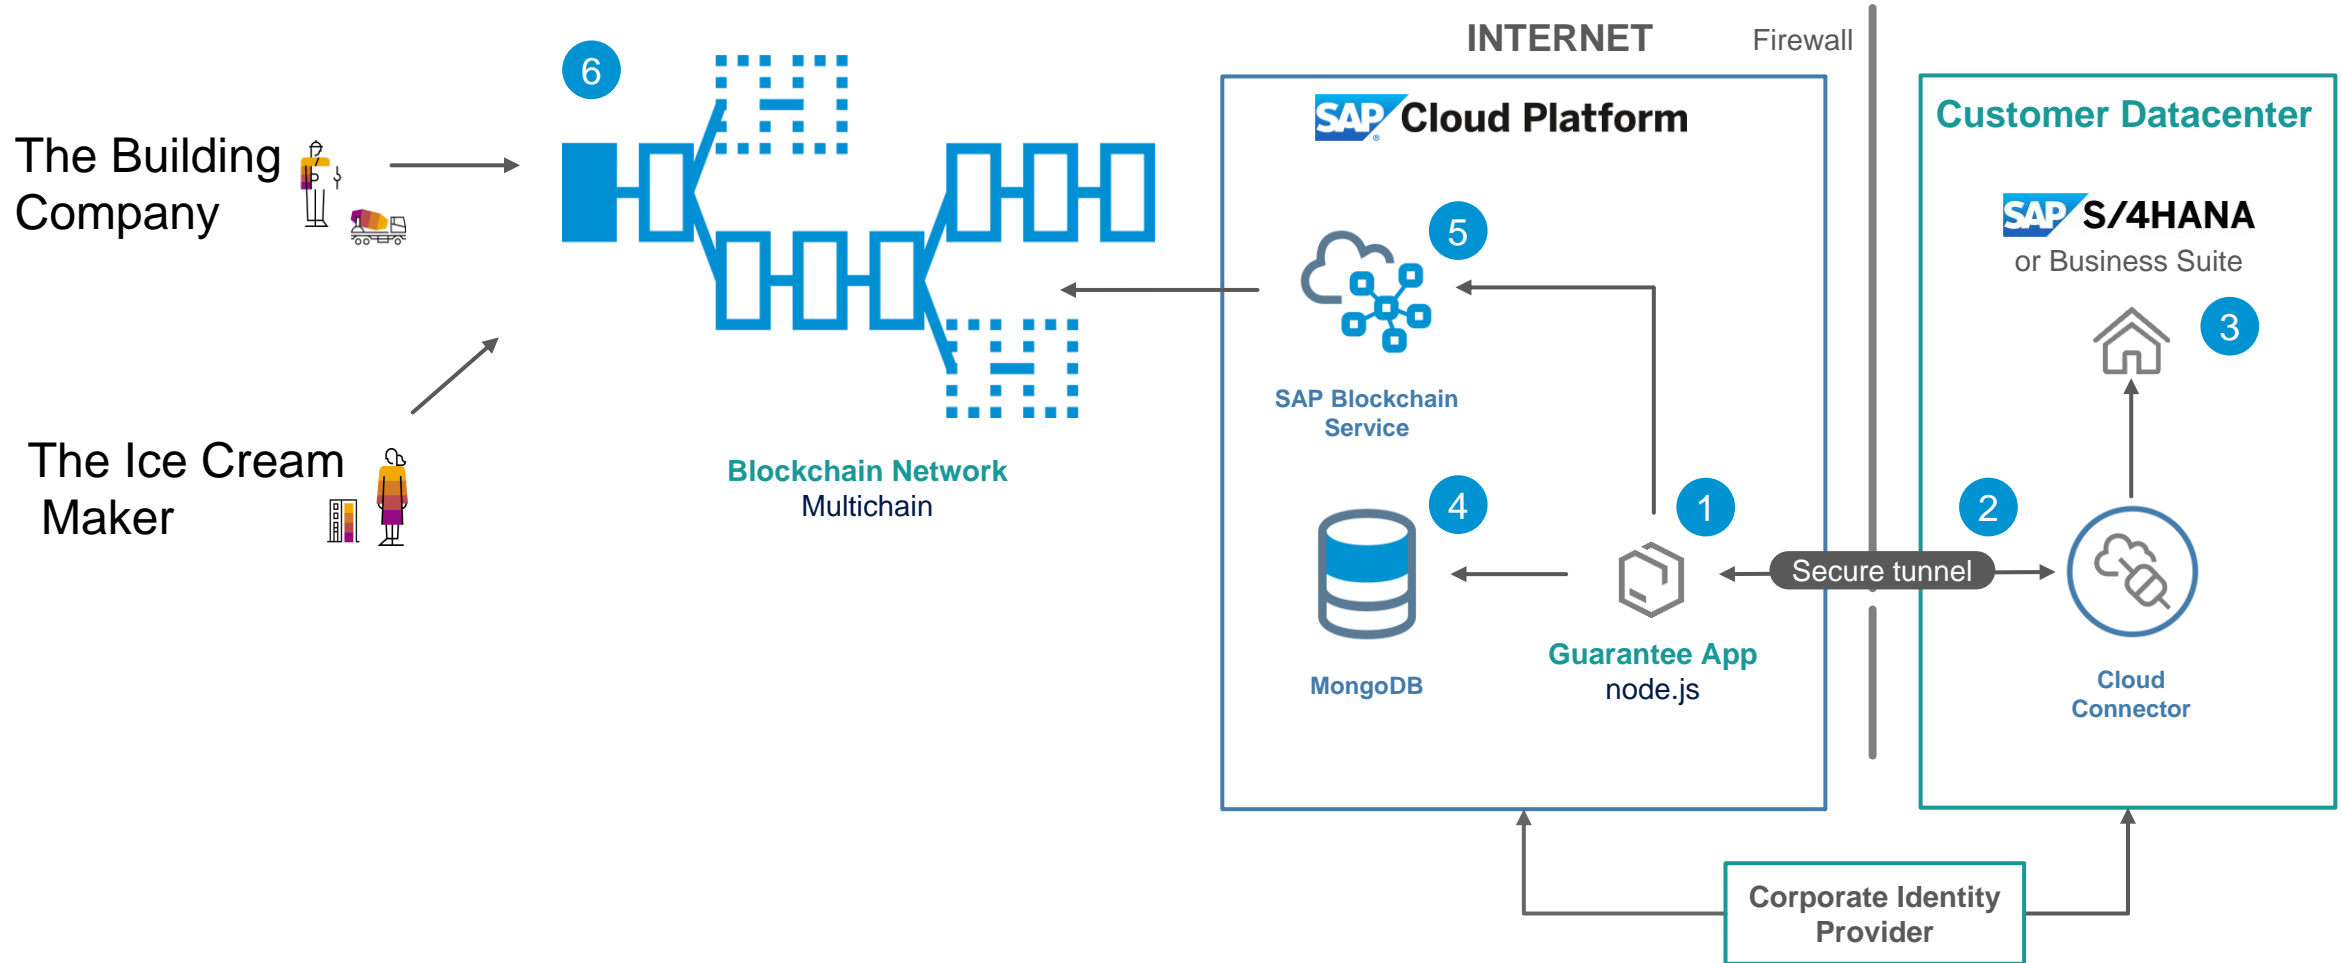 INTERNET
Firewall
6
SAP Cloud Platform
®
Customer Datacenter
The Building
Company
SAP S/4HANA
or Business Suite
5
3
SAP Blockchain
Service
The Ice Cream
Maker
Blockchain Network
Multichain
4
1
2
Secure tunnel
Guarantee App
node.js
MongoDB
Cloud
Connector
Corporate Identity
Provider